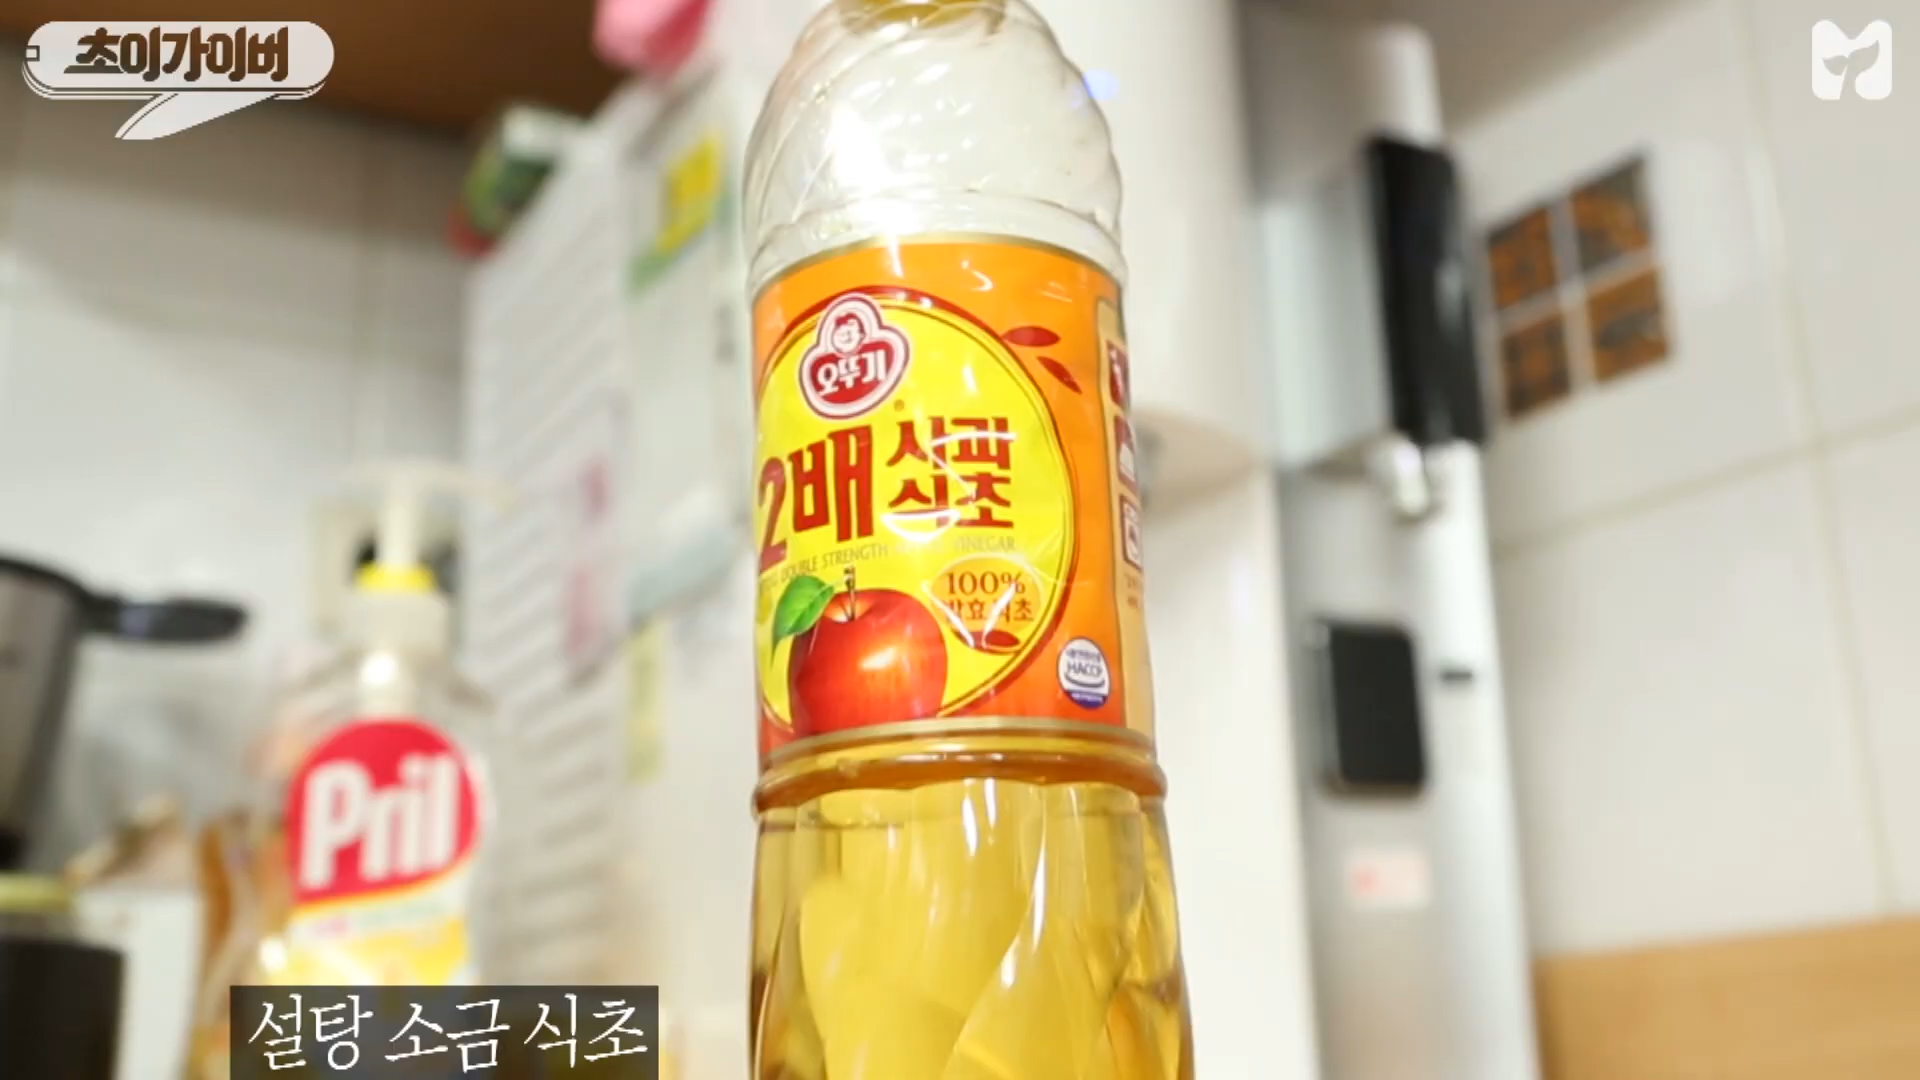 초이가이버
오뚜기
2배 사과
식초
DOUBLE STRENGTH VINEGAR
100%
발효식초
HACCP
Pril
설탕 소금 식초